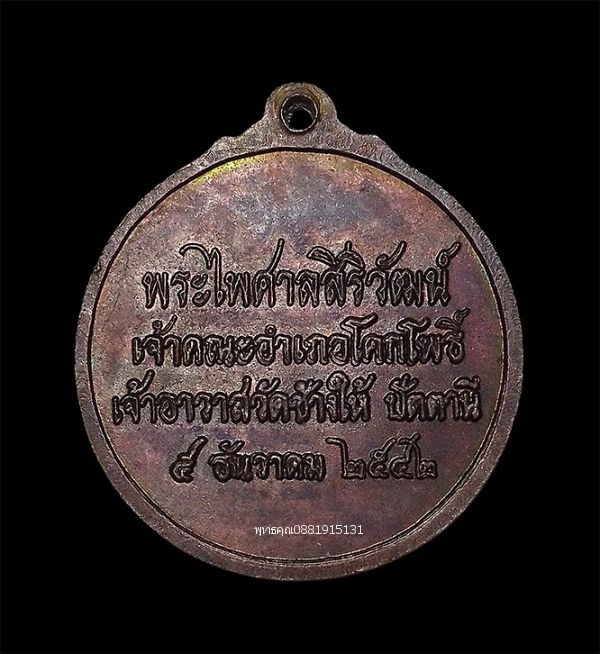 พระไพศาลสิริวัฒน์
เจ้าคณะอำเภอโคกโพธิ์
เจ้าอาวาสวัดช้างให้ ปัตตานี
๕ ธันวาคม ๒๕๔๒
พุทธคุณ0881915131